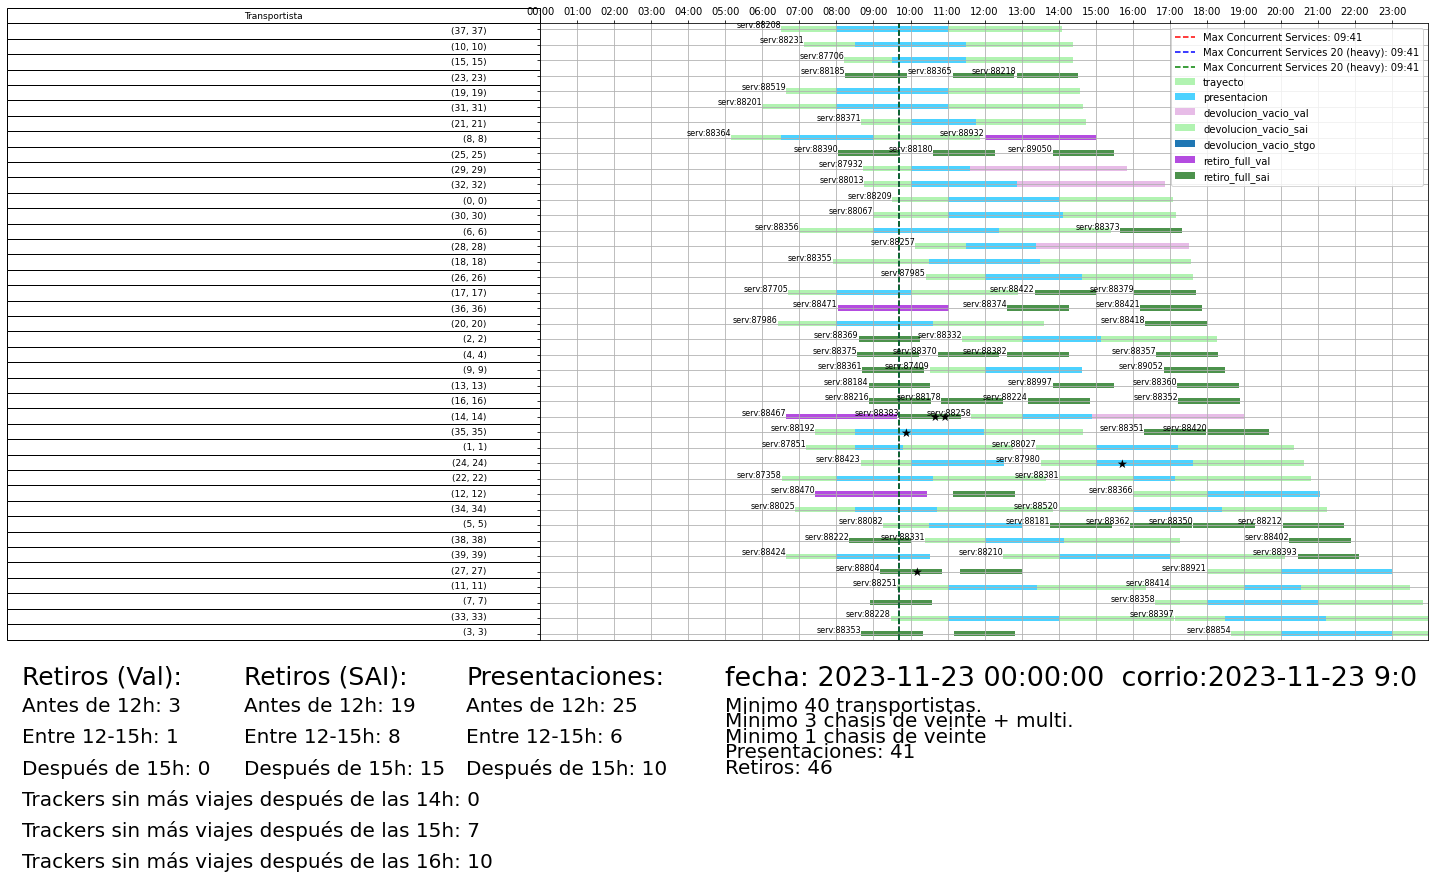 Transportista
00:00 01:00 02:00 03:00 04:00 05:00 06:00 07:00 08:00 09:00 10:00 11:00 12:00 13:00 14:00 15:00 16:00 17:00 18:00 19:00 20:00 21:00 22:00 23:00
Max Concurrent Services: 09:41
Max Concurrent Services 20 (heavy): 09:41
Max Concurrent Services 20 (heavy): 09:41
trayecto
presentacion
devolucion_vacio_val
devolucion_vacio_sai
devolucion_vacio_stgo
retiro_full_val
retiro_full_sai
(37, 37) serv:88208
(10, 10) serv:88231
(15, 15) serv:87706
(23, 23) serv:88185 serv:88365 serv:88218
(19, 19) serv:88519
(31, 31) serv:88201
(21, 21) serv:88371
(8, 8) serv:88364 serv:88932
(25, 25) serv:88390 serv:88180 serv:89050
(29, 29) serv:87932
(32, 32) serv:88013
(0, 0) serv:88209
(30, 30) serv:88067
(6, 6) serv:88356 serv:88373
(28, 28) serv:88257
(18, 18) serv:88355
(26, 26) serv:87985
(17, 17) serv:87705 serv:88422 serv:88379
(36, 36) serv:88471 serv:88374 serv:88421
(20, 20) serv:87986 serv:88418
(2, 2) serv:88369 serv:88332
(4, 4) serv:88375 serv:88370 serv:88382 serv:88357
(9, 9) serv:88361 serv:87409 serv:89052
(13, 13) serv:88184 serv:88997 serv:88360
(16, 16) serv:88216 serv:88178 serv:88224 serv:88352
(14, 14) serv:88467 serv:88383 serv:88258
(35, 35) serv:88192 serv:88351 serv:88420
(1, 1) serv:87851 serv:88027
(24, 24) serv:88423 serv:87980
(22, 22) serv:87358 serv:88381
(12, 12) serv:88470 serv:88366
(34, 34) serv:88025 serv:88520
(5, 5) serv:88082 serv:88181 serv:88362 serv:88350 serv:88212
(38, 38) serv:88222 serv:88331 serv:88402
(39, 39) serv:88424 serv:88210 serv:88393
(27, 27) serv:88804 serv:88921
(11, 11) serv:88251 serv:88414
(7, 7) serv:88358
(33, 33) serv:88228 serv:88397
(3, 3) serv:88353 serv:88854
Retiros (Val): Retiros (SAI): Presentaciones: fecha: 2023-11-23 00:00:00 corrio:2023-11-23 9:0
Antes de 12h: 3 Antes de 12h: 19 Antes de 12h: 25 Minimo 40 transportistas.
Minimo 3 chasis de veinte + multi.
Entre 12-15h: 1 Entre 12-15h: 8 Entre 12-15h: 6 Minimo 1 chasis de veinte
Presentaciones: 41
Después de 15h: 0 Después de 15h: 15 Después de 15h: 10 Retiros: 46
Trackers sin más viajes después de las 14h: 0
Trackers sin más viajes después de las 15h: 7
Trackers sin más viajes después de las 16h: 10